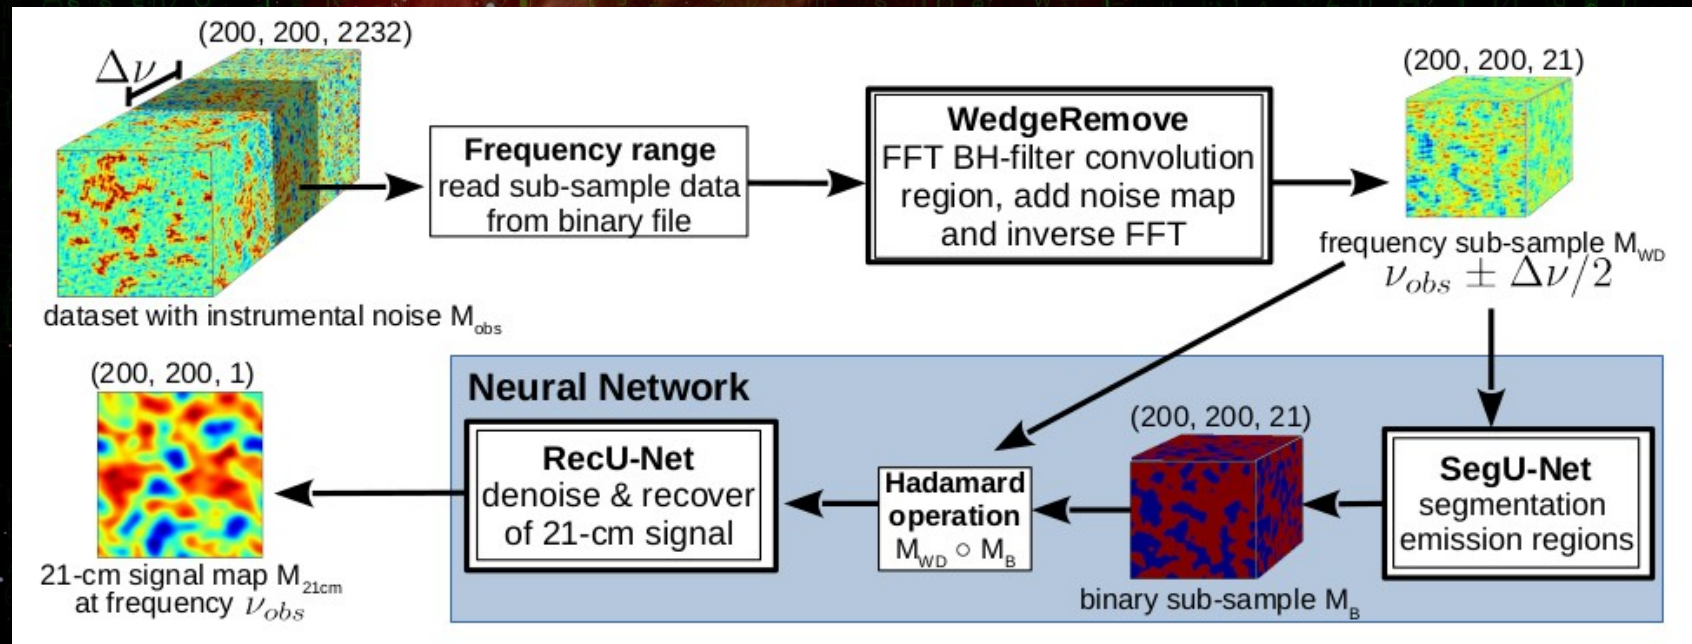 (200, 200, 2232)
Δν
dataset with instrumental noise M_obs
Frequency range
read sub-sample data
from binary file
WedgeRemove
FFT BH-filter convolution
region, add noise map
and inverse FFT
(200, 200, 21)
frequency sub-sample M_WD
ν_obs ± Δν/2
Neural Network
SegU-Net
segmentation
emission regions
(200, 200, 21)
binary sub-sample M_B
Hadamard
operation
M_WD ○ M_B
RecU-Net
denoise & recover
of 21-cm signal
(200, 200, 1)
21-cm signal map M_21cm
at frequency ν_obs